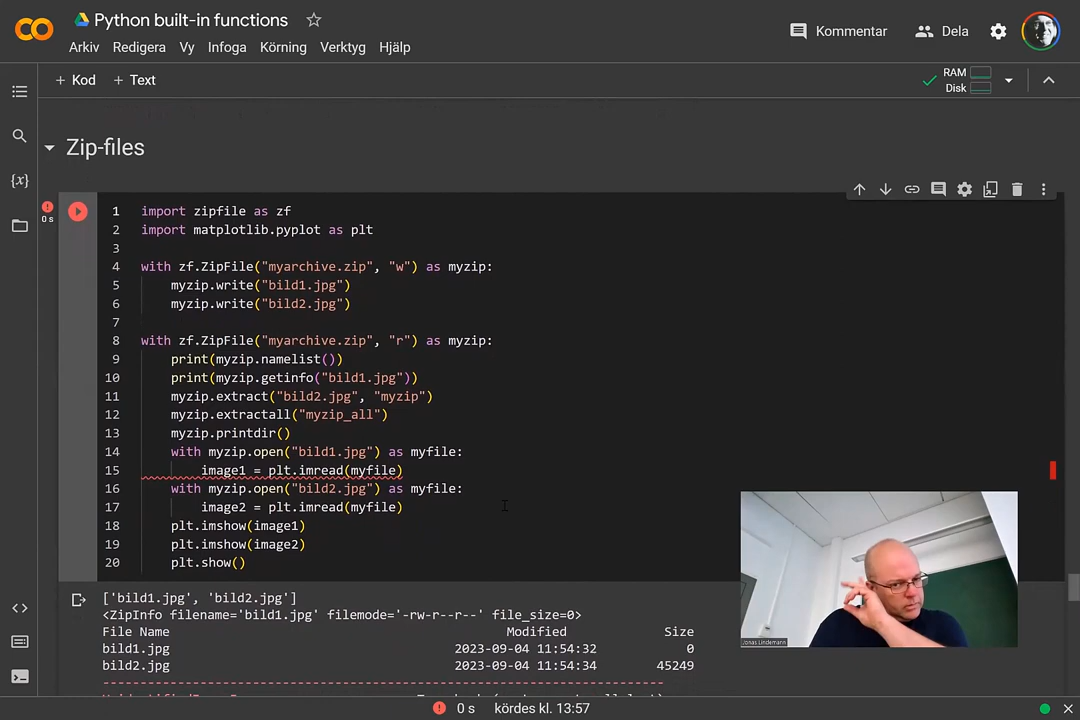 Python built-in functions
Kommentar
Dela
Arkiv Redigera Vy Infoga Körning Verktyg Hjälp
+ Kod + Text
RAM
Disk
Zip-files
{x}
0 s
1 import zipfile as zf
2 import matplotlib.pyplot as plt
3
4 with zf.ZipFile("myarchive.zip", "w") as myzip:
5 myzip.write("bild1.jpg")
6 myzip.write("bild2.jpg")
7
8 with zf.ZipFile("myarchive.zip", "r") as myzip:
9 print(myzip.namelist())
10 print(myzip.getinfo("bild1.jpg"))
11 myzip.extract("bild2.jpg", "myzip")
12 myzip.extractall("myzip_all")
13 myzip.printdir()
14 with myzip.open("bild1.jpg") as myfile:
15 image1 = plt.imread(myfile)
16 with myzip.open("bild2.jpg") as myfile:
17 image2 = plt.imread(myfile)
18 plt.imshow(image1)
19 plt.imshow(image2)
20 plt.show()
['bild1.jpg', 'bild2.jpg']
<ZipInfo filename='bild1.jpg' filemode='-rw-r--r--' file_size=0>
File Name Modified Size
bild1.jpg 2023-09-04 11:54:32 0
bild2.jpg 2023-09-04 11:54:34 45249
Jonas Lindemann
0 s kördes kl. 13:57